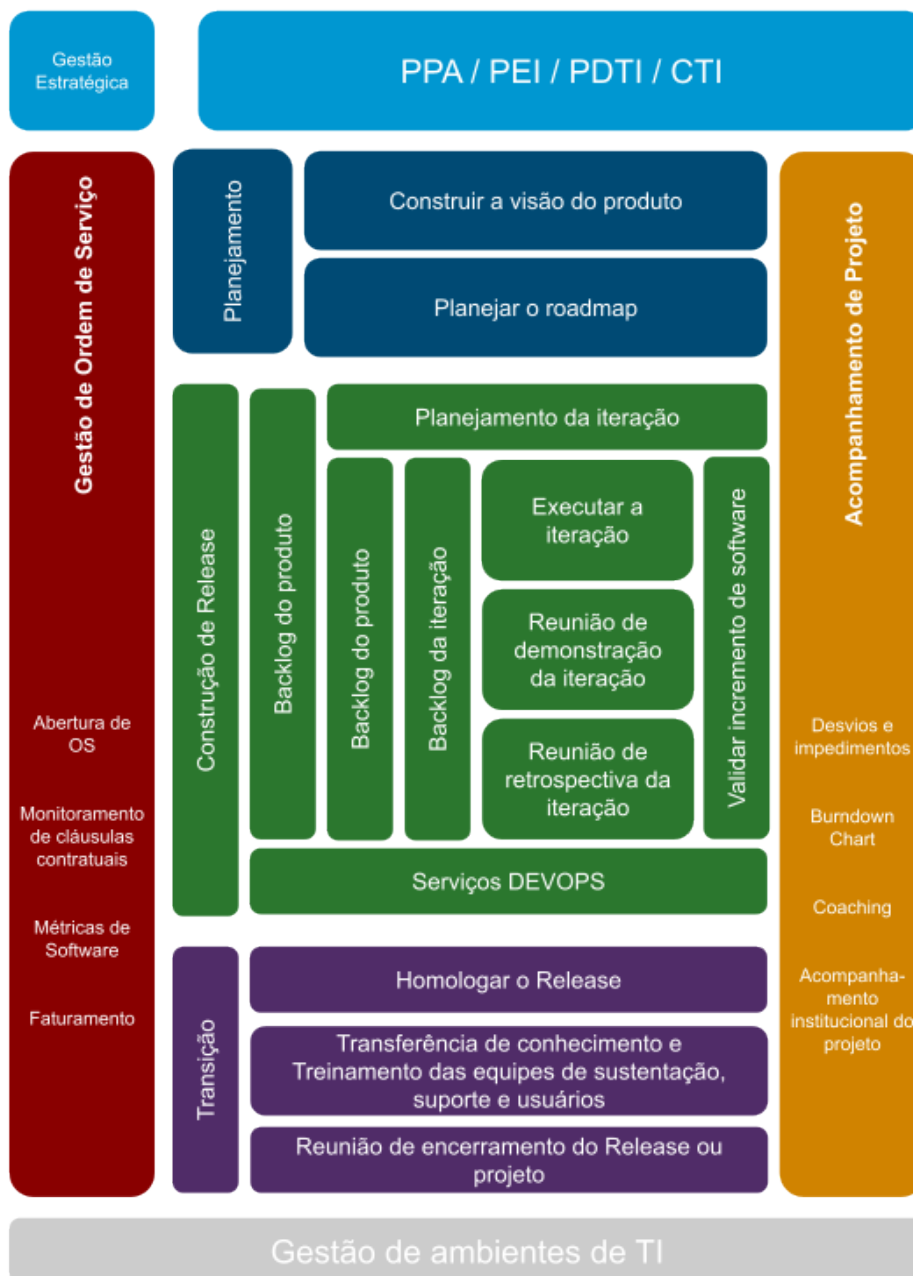 Gestão
Estratégica
PPA / PEI / PDTI / CTI
Gestão de Ordem de Serviço
Abertura de
OS
Monitoramento
de cláusulas
contratuais
Métricas de
Software
Faturamento
Planejamento
Construir a visão do produto
Planejar o roadmap
Construção de Release
Backlog do produto
Planejamento da iteração
Backlog do produto
Backlog da iteração
Executar a
iteração
Reunião de
demonstração
da iteração
Reunião de
retrospectiva da
iteração
Validar incremento de software
Serviços DEVOPS
Transição
Homologar o Release
Transferência de conhecimento e
Treinamento das equipes de sustentação,
suporte e usuários
Reunião de encerramento do Release ou
projeto
Acompanhamento de Projeto
Desvios e
impedimentos
Burndown
Chart
Coaching
Acompanha-
mento
institucional do
projeto
Gestão de ambientes de TI